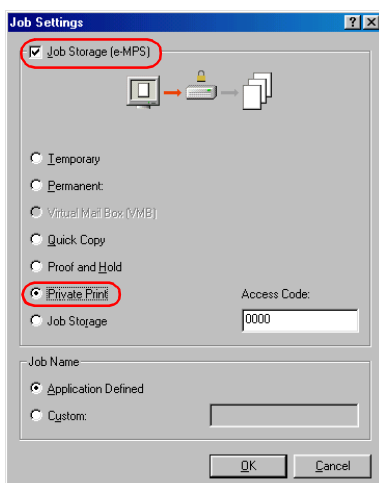 Job Settings
Job Storage (e-MPS)
Temporary
Permanent:
Virtual Mail Box (VMB)
Quick Copy
Proof and Hold
Private Print
Access Code:
Job Storage
0000
Job Name
Application Defined
Custom:
OK
Cancel